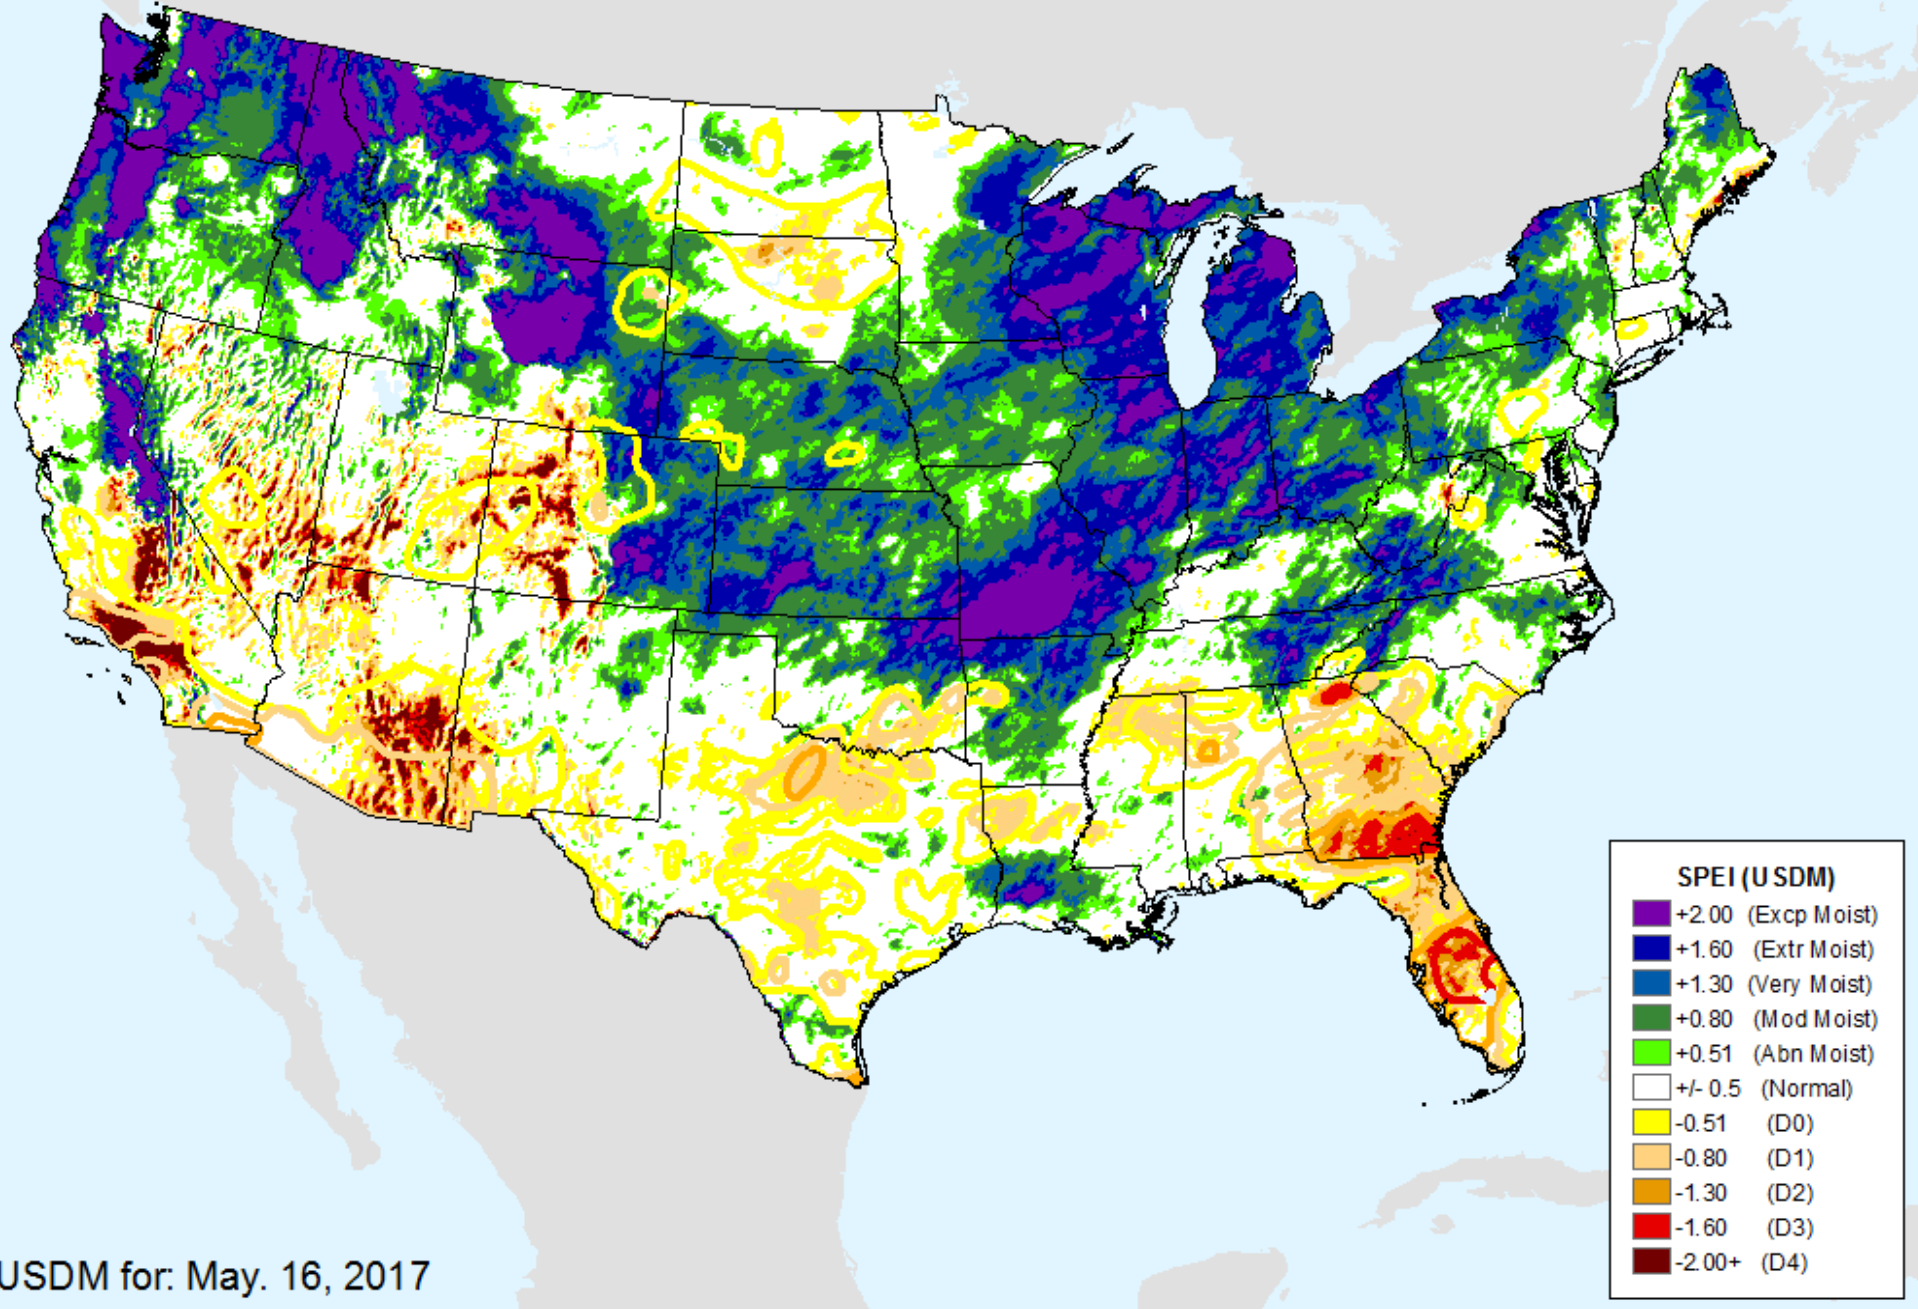 SPEI (USDM)
+2.00 (Excp Moist)
+1.60 (Extr Moist)
+1.30 (Very Moist)
+0.80 (Mod Moist)
+0.51 (Abn Moist)
+/- 0.5 (Normal)
-0.51 (D0)
-0.80 (D1)
-1.30 (D2)
-1.60 (D3)
-2.00+ (D4)
USDM for: May. 16, 2017